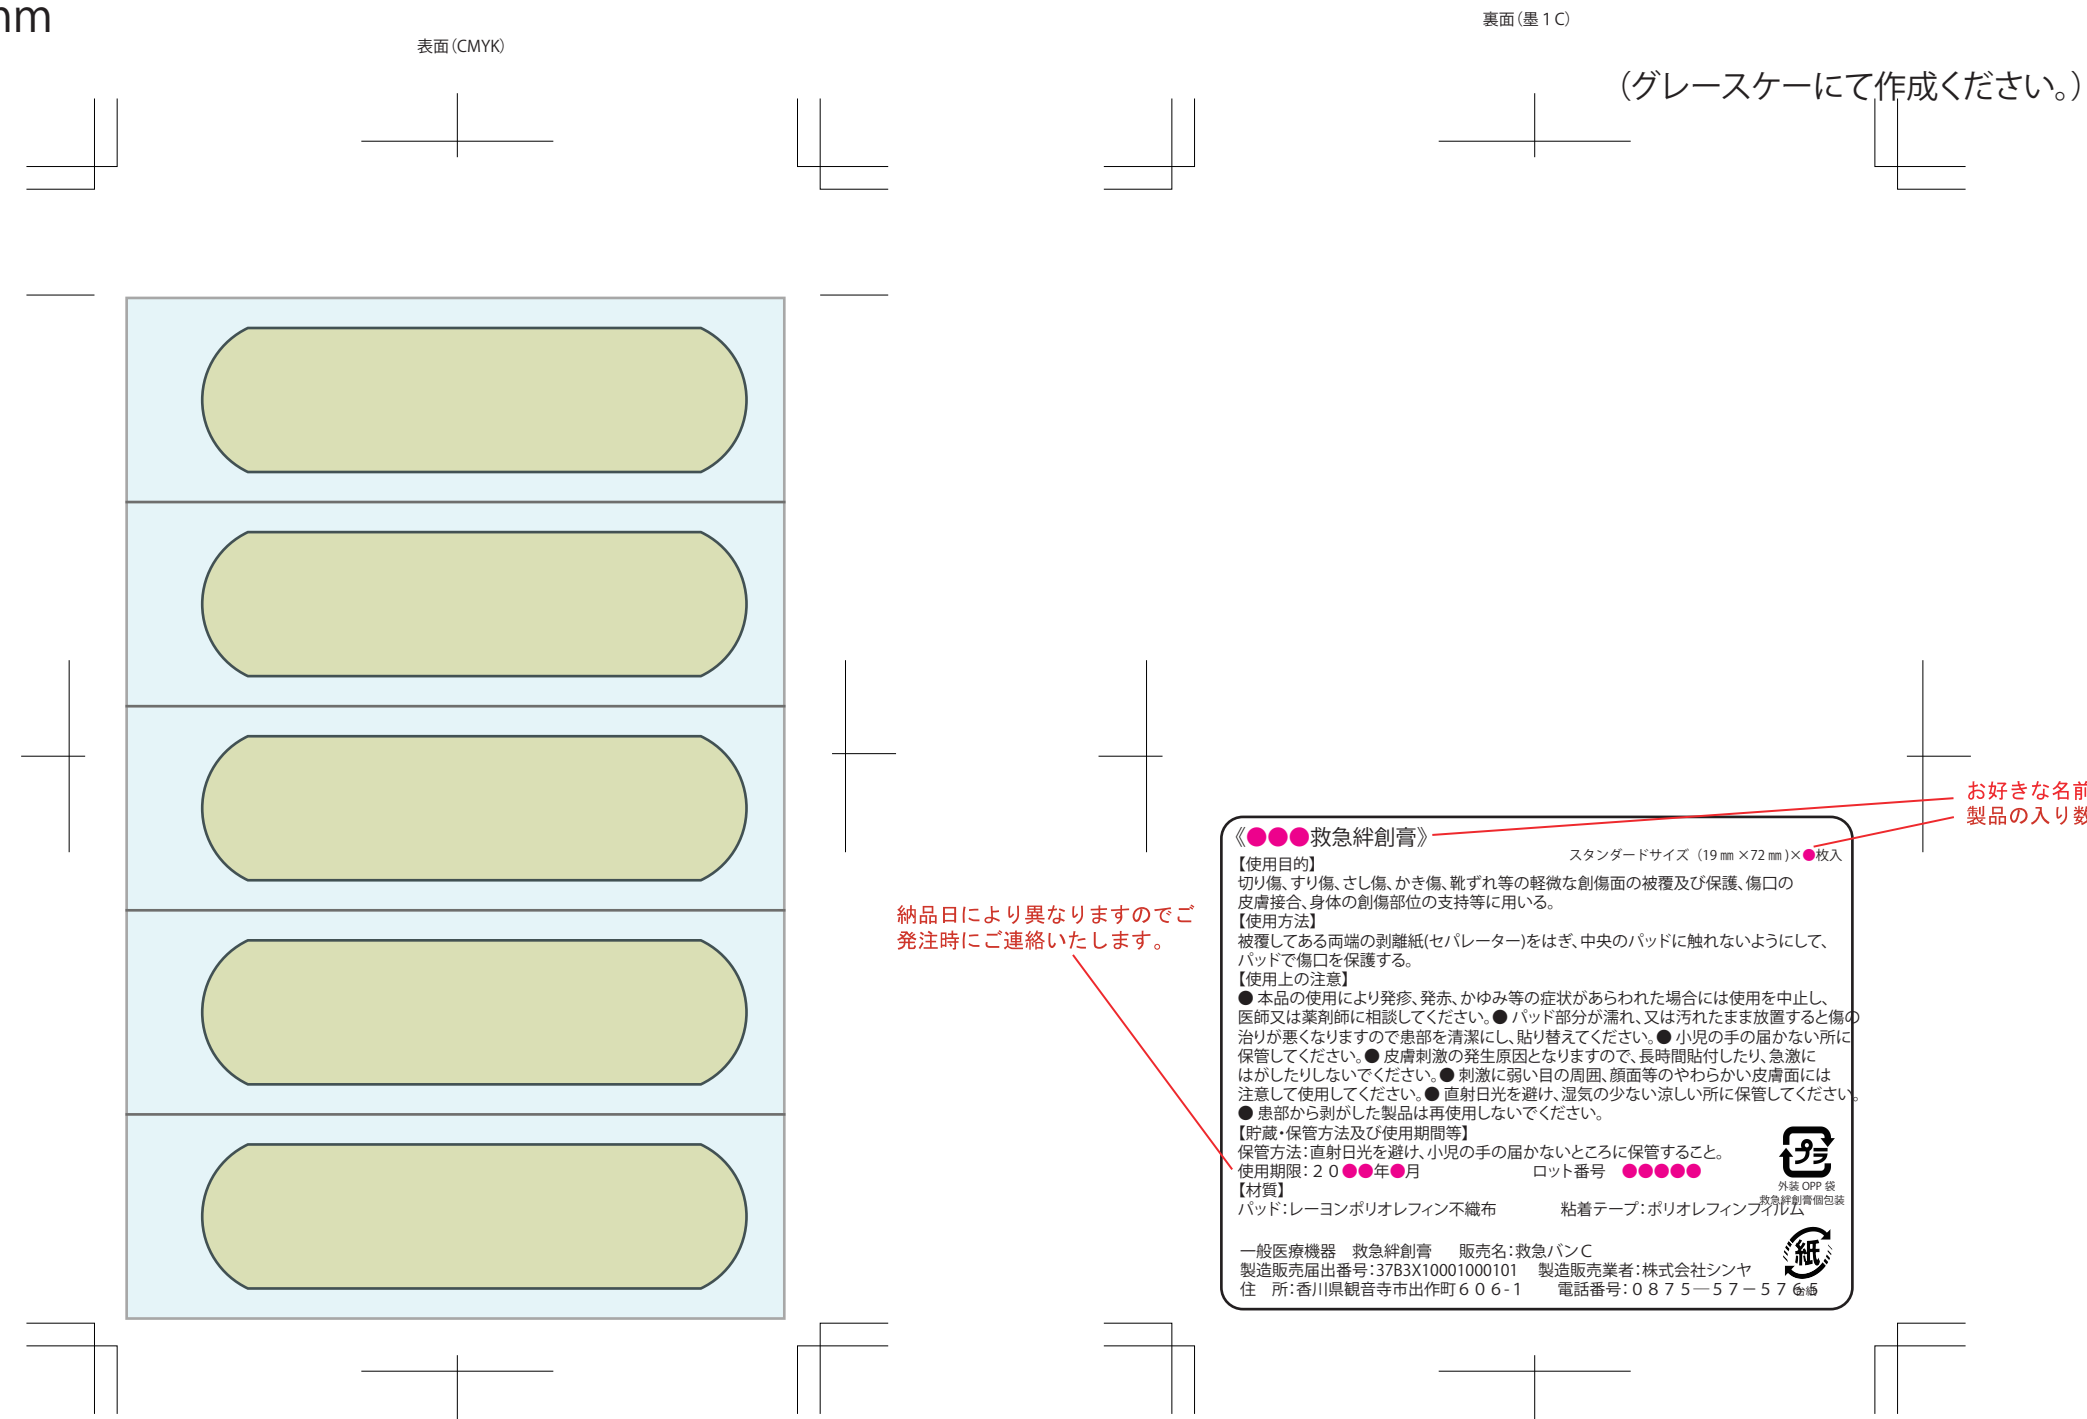 mm
表面(CMYK)
裏面(墨1C)
(グレースケーにて作成ください。)
お好きな名前
製品の入り数
納品日により異なりますのでご
発注時にご連絡いたします。
《●●●救急絆創膏》
スタンダードサイズ (19㎜×72㎜)×●枚入
【使用目的】
切り傷、すり傷、さし傷、かき傷、靴ずれ等の軽微な創傷面の被覆及び保護、傷口の
皮膚接合、身体の創傷部位の支持等に用いる。
【使用方法】
被覆してある両端の剥離紙(セパレーター)をはぎ、中央のパッドに触れないようにして、
パッドで傷口を保護する。
【使用上の注意】
● 本品の使用により発疹、発赤、かゆみ等の症状があらわれた場合には使用を中止し、
医師又は薬剤師に相談してください。● パッド部分が濡れ、又は汚れたまま放置すると傷の
治りが悪くなりますので患部を清潔にし、貼り替えてください。● 小児の手の届かない所に
保管してください。● 皮膚刺激の発生原因となりますので、長時間貼付したり、急激に
はがしたりしないでください。● 刺激に弱い目の周囲、顔面等のやわらかい皮膚面には
注意して使用してください。● 直射日光を避け、湿気の少ない涼しい所に保管してください。
● 患部から剥がした製品は再使用しないでください。
【貯蔵・保管方法及び使用期間等】
保管方法：直射日光を避け、小児の手の届かないところに保管すること。
使用期限：20●●年●月 ロット番号 ●●●●●
【材質】
パッド：レーヨンポリオレフィン不織布 粘着テープ：ポリオレフィンフィルム
プラ
外装 OPP 袋
救急絆創膏個包装
一般医療機器 救急絆創膏 販売名：救急バンC
製造販売届出番号：37B3X10001000101 製造販売業者：株式会社シンヤ
住 所：香川県観音寺市出作町606-1 電話番号：0875―57－5765
紙
台紙